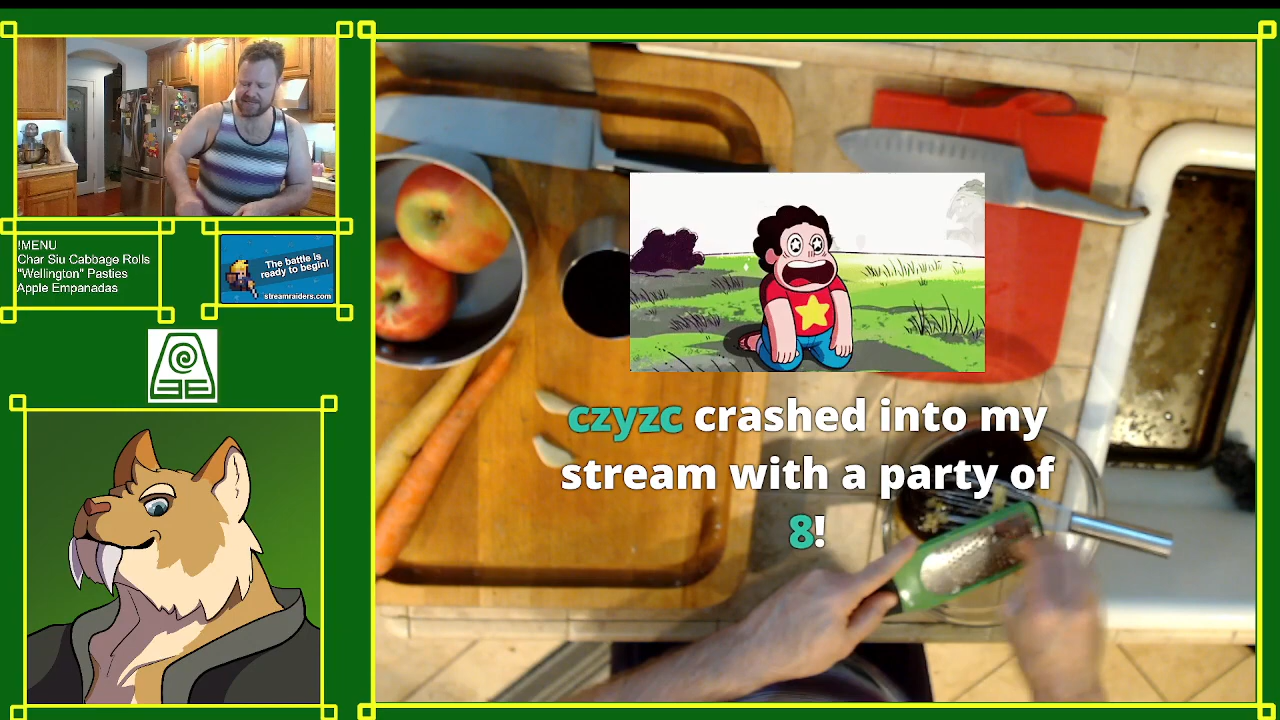 !MENU
Char Siu Cabbage Rolls
"Wellington" Pasties
Apple Empanadas
The battle is
ready to begin!
streamraiders.com
czyzc crashed into my
stream with a party of
8!